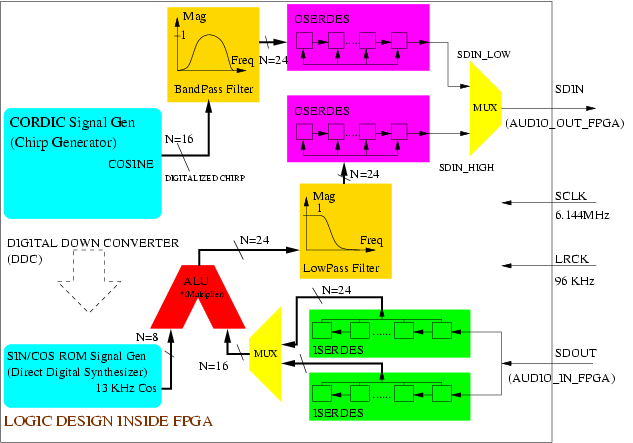 Mag
1
Freq
BandPass Filter
N=24
OSERDES
SDIN_LOW
MUX
SDIN
(AUDIO_OUT_FPGA)
CORDIC Signal Gen
(Chirp Generator)
COSINE
N=16
DIGITALIZED CHIRP
OSERDES
SDIN_HIGH
N=24
Mag
1
Freq
LowPass Filter
SCLK
6.144MHz
LRCK
96 KHz
DIGITAL DOWN CONVERTER
(DDC)
N=24
ALU
*(Multiplier)
N=24
N=8
N=16
MUX
ISERDES
SDOUT
(AUDIO_IN_FPGA)
SIN/COS ROM Signal Gen
(Direct Digital Synthesizer)
13 KHz Cos
ISERDES
LOGIC DESIGN INSIDE FPGA